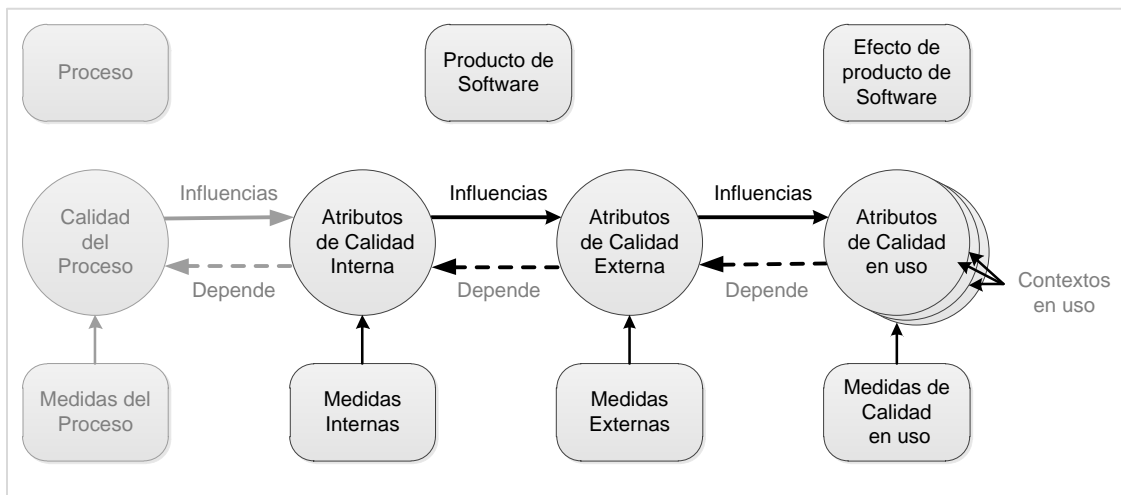 Proceso
Producto de
Software
Efecto de
producto de
Software
Influencias
Influencias
Influencias
Calidad
del
Proceso
Atributos
de Calidad
Interna
Atributos
de Calidad
Externa
Atributos
de Calidad
en uso
Contextos
en uso
Depende
Depende
Depende
Medidas del
Proceso
Medidas
Internas
Medidas
Externas
Medidas de
Calidad
en uso